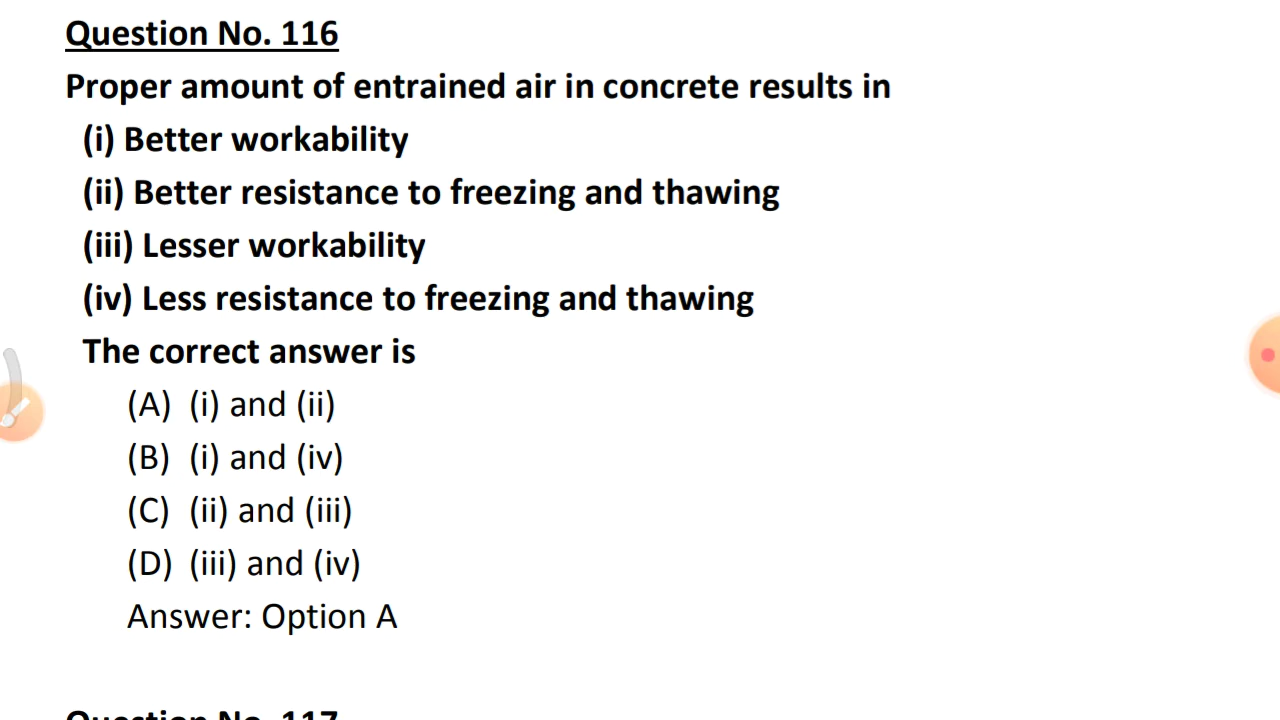 Question No. 116
Proper amount of entrained air in concrete results in
(i) Better workability
(ii) Better resistance to freezing and thawing
(iii) Lesser workability
(iv) Less resistance to freezing and thawing
The correct answer is
(A) (i) and (ii)
(B) (i) and (iv)
(C) (ii) and (iii)
(D) (iii) and (iv)
Answer: Option A
Question No. 117